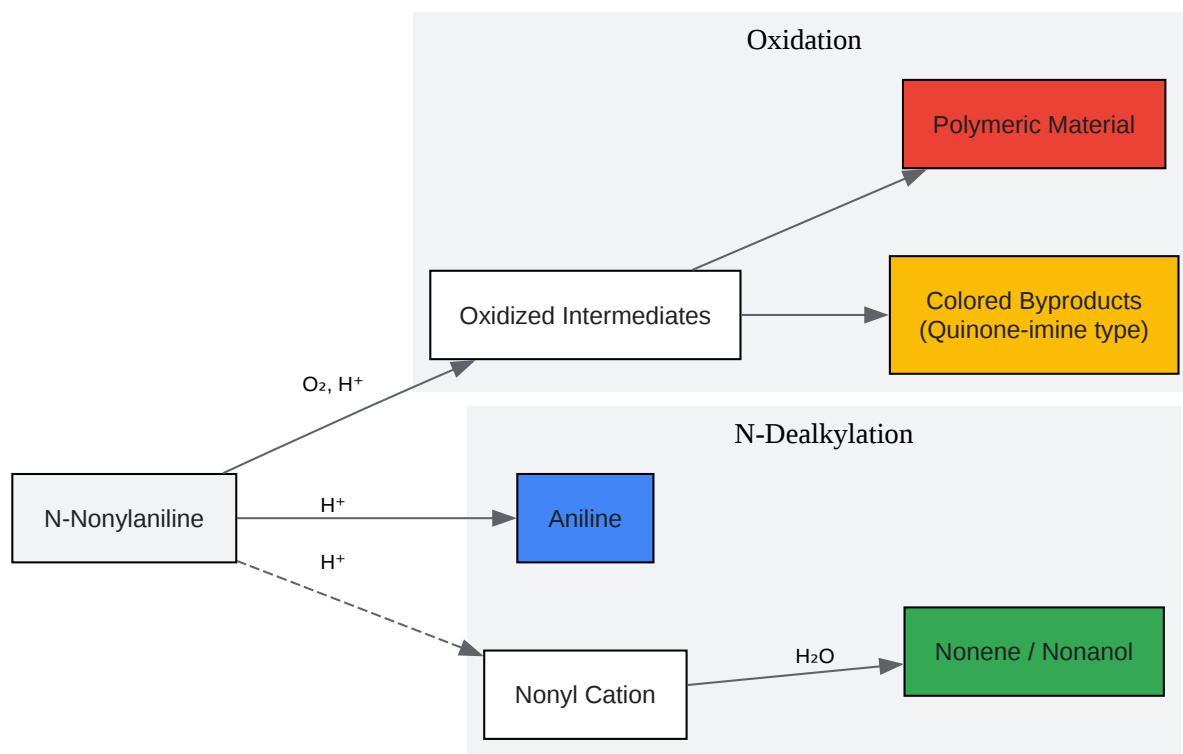 Oxidation
Polymeric Material
Colored Byproducts
(Quinone-imine type)
Oxidized Intermediates
O₂, H⁺
N-Dealkylation
N-Nonylaniline
H⁺
Aniline
H⁺
Nonyl Cation
H₂O
Nonene / Nonanol